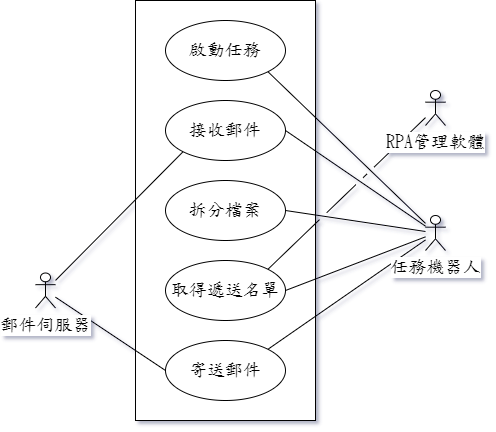 啟動任務
接收郵件
RPA管理軟體
拆分檔案
任務機器人
取得遞送名單
郵件伺服器
寄送郵件